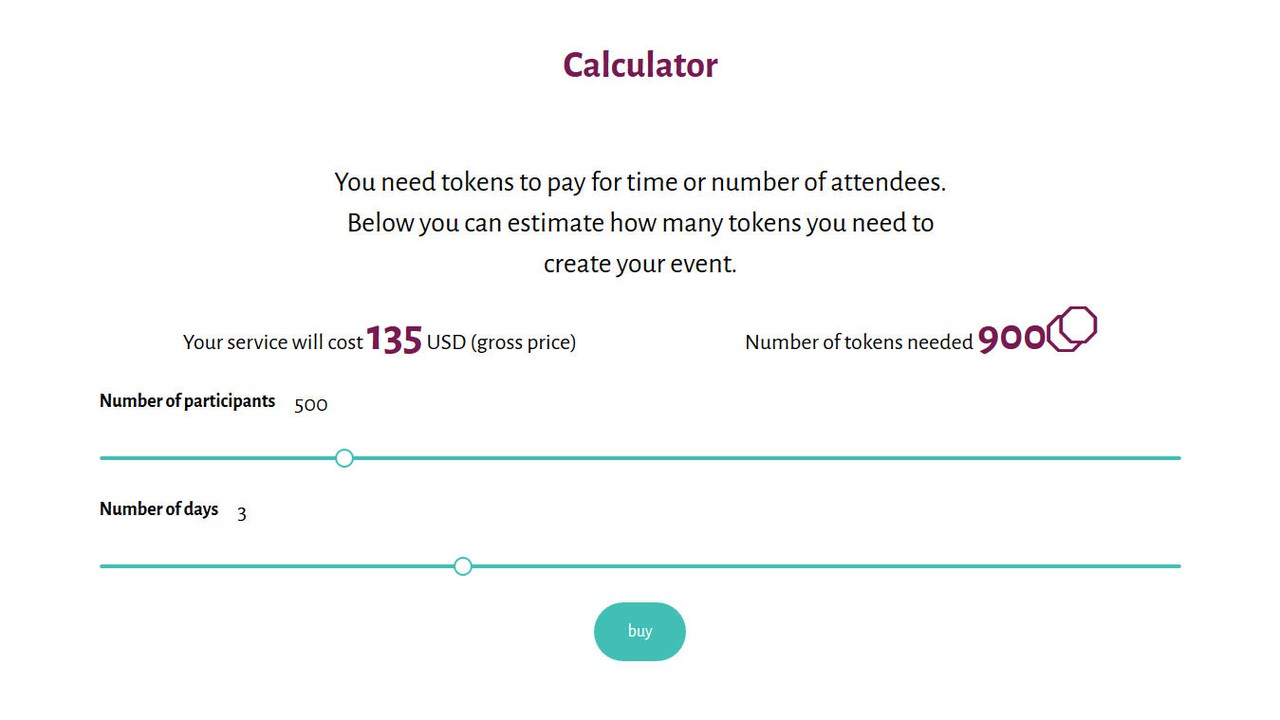 Calculator
You need tokens to pay for time or number of attendees.
Below you can estimate how many tokens you need to
create your event.
Your service will cost 135 USD (gross price)
Number of tokens needed 900
Number of participants 500
Number of days 3
buy